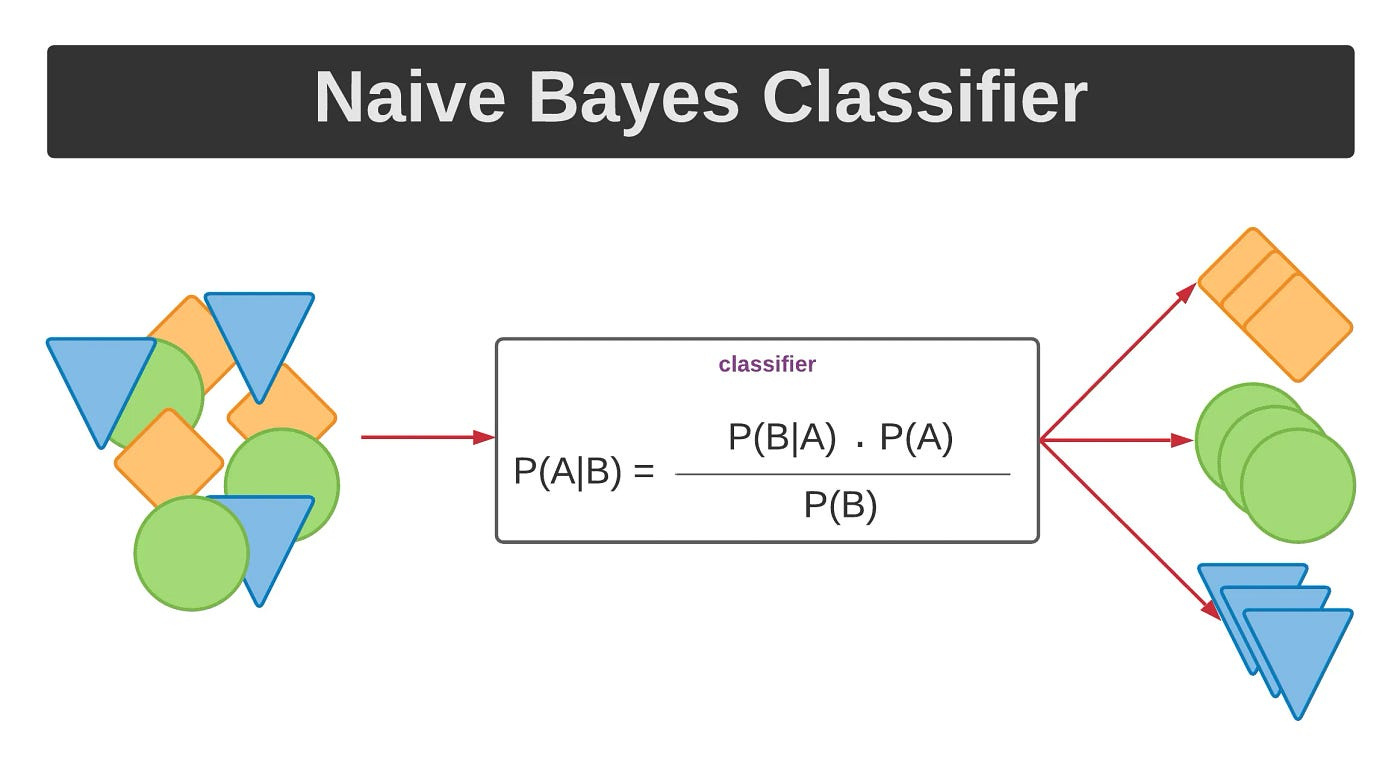 Naive Bayes Classifier
classifier
P(B|A) . P(A)
P(A|B) =
P(B)